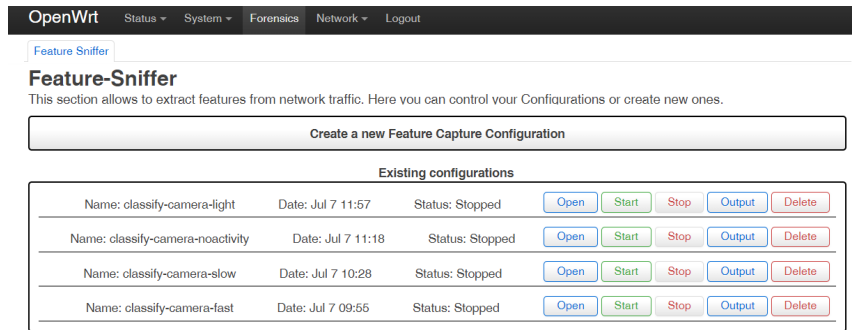 OpenWrt Status System Forensics Network Logout
Feature Sniffer
Feature-Sniffer
This section allows to extract features from network traffic. Here you can control your Configurations or create new ones.
Create a new Feature Capture Configuration
Existing configurations
Name: classify-camera-light Date: Jul 7 11:57 Status: Stopped Open Start Stop Output Delete
Name: classify-camera-noactivity Date: Jul 7 11:18 Status: Stopped Open Start Stop Output Delete
Name: classify-camera-slow Date: Jul 7 10:28 Status: Stopped Open Start Stop Output Delete
Name: classify-camera-fast Date: Jul 7 09:55 Status: Stopped Open Start Stop Output Delete